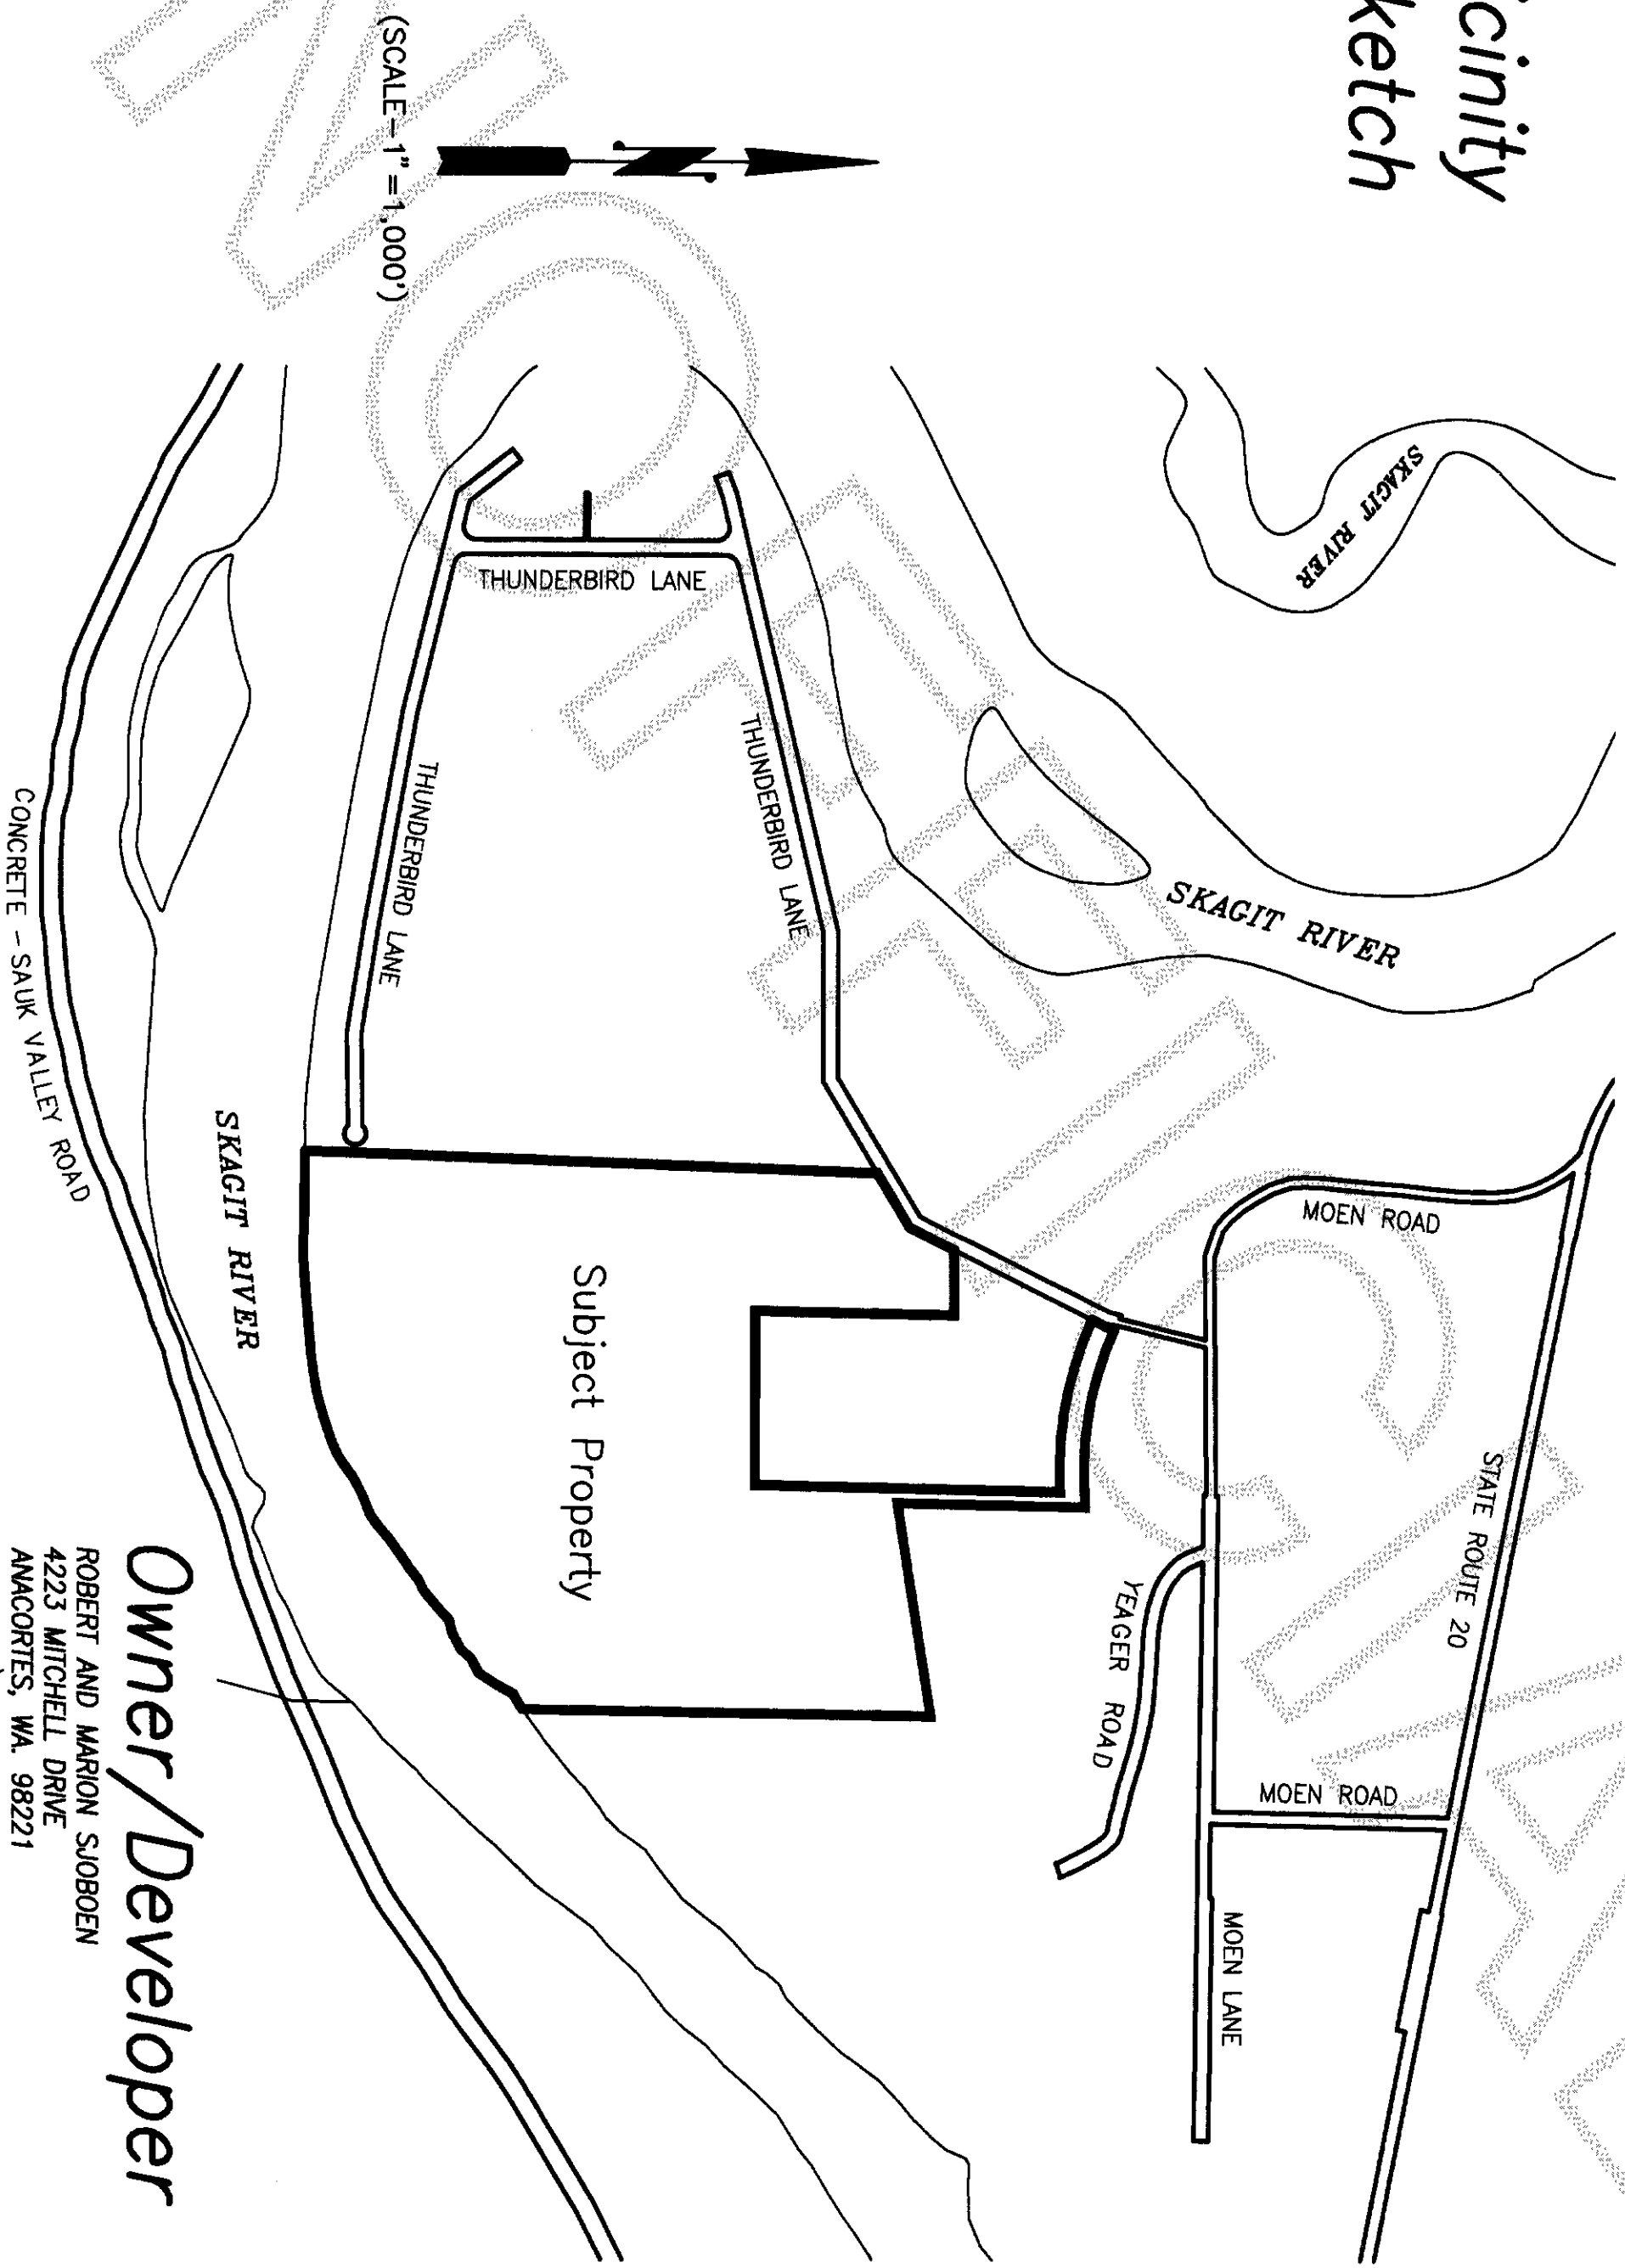 cinity
ketch
(SCALE - 1" = 1,000')
N
SKAGIT RIVER
SKAGIT RIVER
STATE ROUTE 20
MOEN ROAD
MOEN ROAD
MOEN LANE
YEAGER ROAD
THUNDERBIRD LANE
THUNDERBIRD LANE
THUNDERBIRD LANE
Subject Property
SKAGIT RIVER
CONCRETE - SAUK VALLEY ROAD
Owner/Developer
ROBERT AND MARION SJOBOEN
4223 MITCHELL DRIVE
ANACORTES, WA. 98221
NOFFICIAL